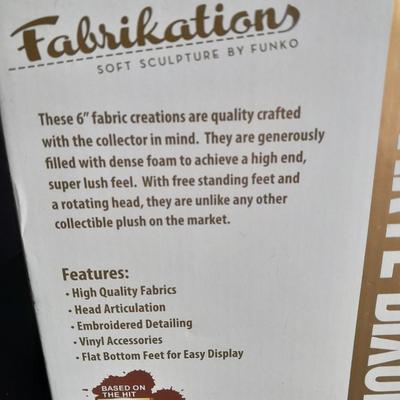 Fabrikations
SOFT SCULPTURE BY FUNKO
These 6" fabric creations are quality crafted
with the collector in mind. They are generously
filled with dense foam to achieve a high end,
super lush feel. With free standing feet and
a rotating head, they are unlike any other
collectible plush on the market.
Features:
• High Quality Fabrics
• Head Articulation
• Embroidered Detailing
• Vinyl Accessories
• Flat Bottom Feet for Easy Display
BASED ON
THE HIT